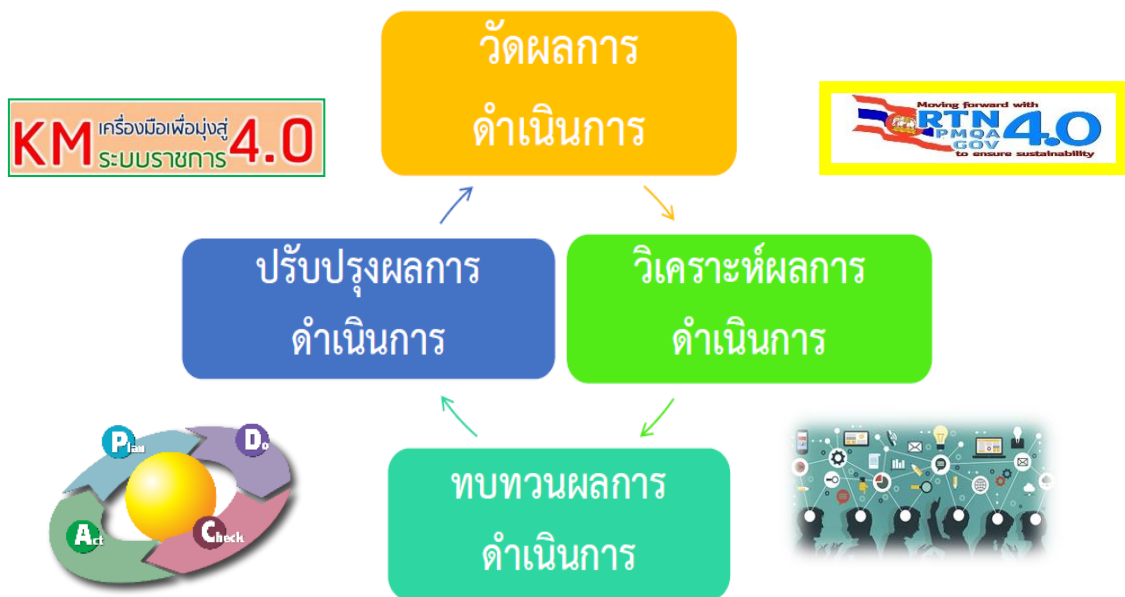 วัดผลการ
ดำเนินการ
KM เครื่องมือเพื่อมุ่งสู่ 4.0
ระบบราชการ
Moving forward with
RTN 4.0
PMQA
GOV
to ensure sustainability
ปรับปรุงผลการ
ดำเนินการ
วิเคราะห์ผลการ
ดำเนินการ
ทบทวนผลการ
ดำเนินการ
Plan
Do
Act
Check